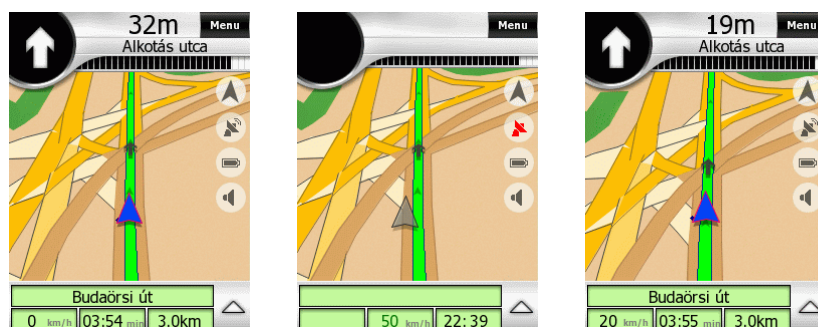 32m
Menu
Alkotás utca
Budaörsi út
0 km/h 03:54 min 3.0km
Menu
50 km/h 22:39
19m
Menu
Alkotás utca
Budaörsi út
20 km/h 03:55 min 3.0km